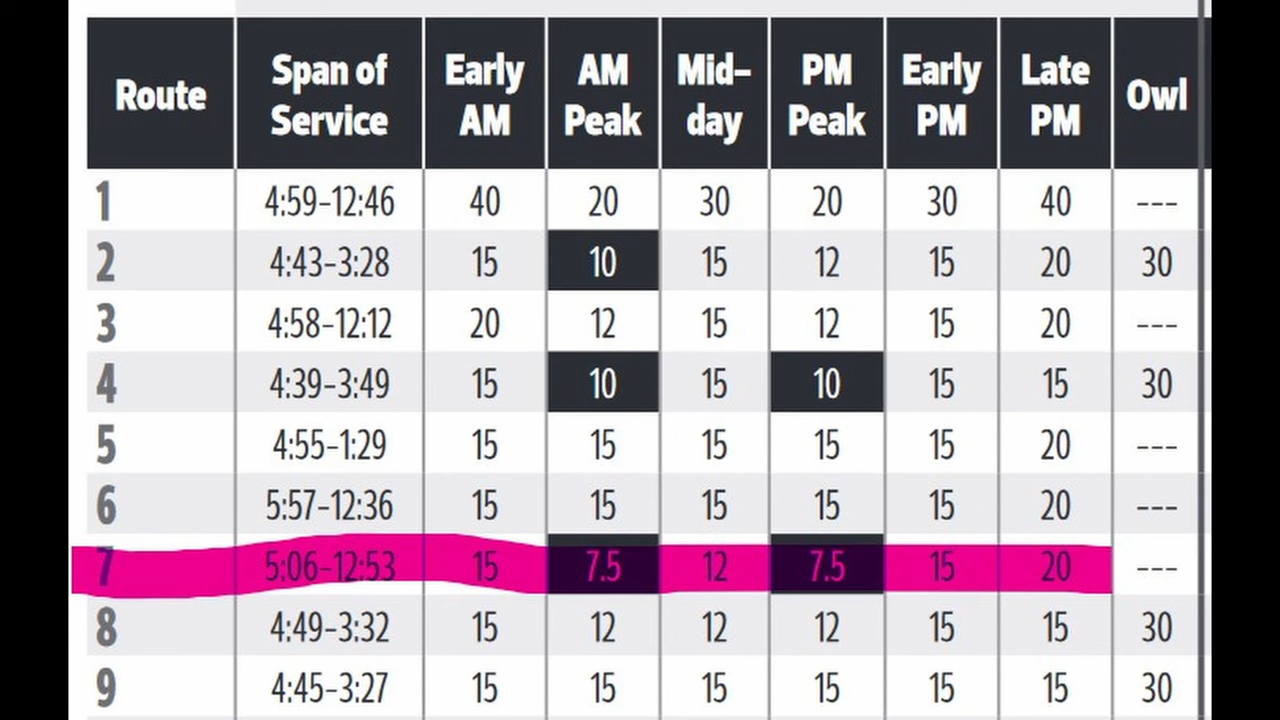 Route Span of Service Early AM AM Peak Mid-day PM Peak Early PM Late PM Owl
1 4:59-12:46 40 20 30 20 30 40 ---
2 4:43-3:28 15 10 15 12 15 20 30
3 4:58-12:12 20 12 15 12 15 20 ---
4 4:39-3:49 15 10 15 10 15 15 30
5 4:55-1:29 15 15 15 15 15 20 ---
6 5:57-12:36 15 15 15 15 15 20 ---
7 5:06-12:53 15 7.5 12 7.5 15 20 ---
8 4:49-3:32 15 12 12 12 15 15 30
9 4:45-3:27 15 15 15 15 15 15 30